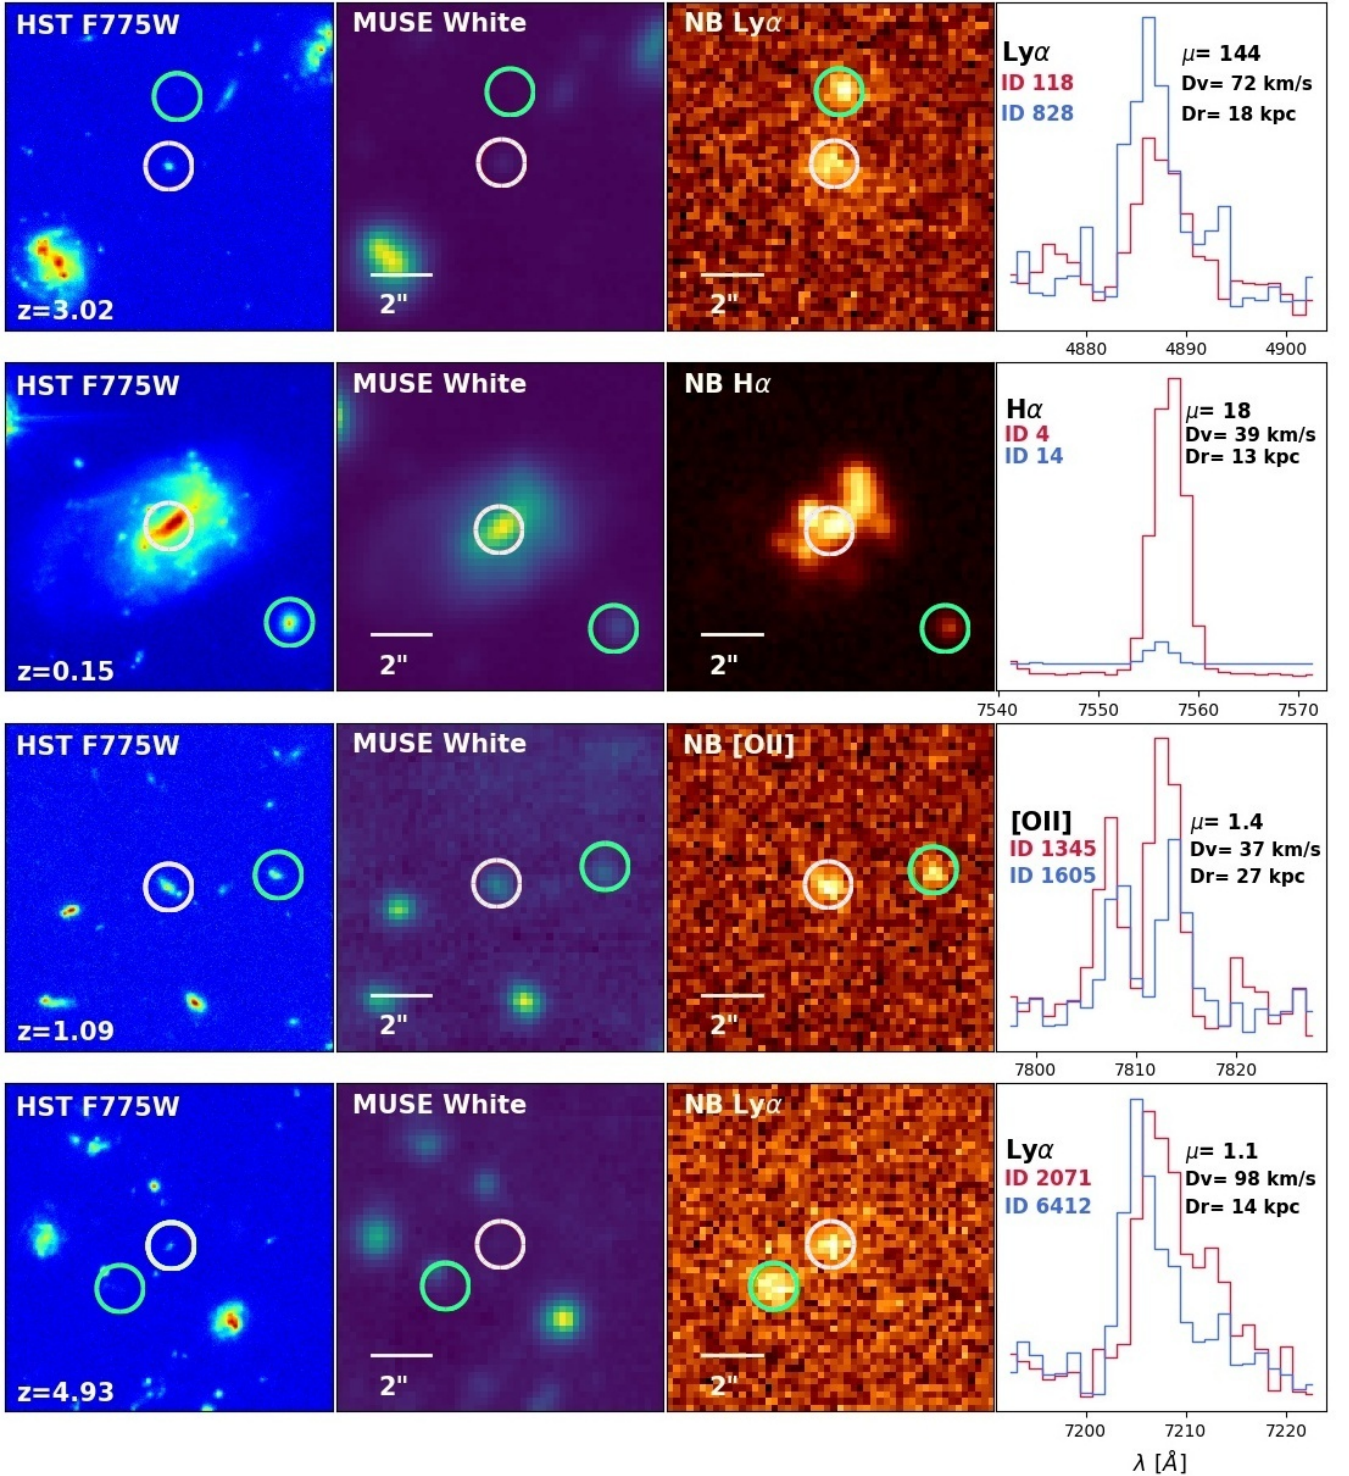 HST F775W
MUSE White
NB Lyα
Lyα
μ= 144
ID 118
Dv= 72 km/s
ID 828
Dr= 18 kpc
z=3.02
2"
2"
4880 4890 4900
HST F775W
MUSE White
NB Hα
Hα
μ= 18
ID 4
Dv= 39 km/s
ID 14
Dr= 13 kpc
z=0.15
2"
2"
7540 7550 7560 7570
HST F775W
MUSE White
NB [OII]
[OII]
μ= 1.4
ID 1345
Dv= 37 km/s
ID 1605
Dr= 27 kpc
z=1.09
2"
2"
7800 7810 7820
HST F775W
MUSE White
NB Lyα
Lyα
μ= 1.1
ID 2071
Dv= 98 km/s
ID 6412
Dr= 14 kpc
z=4.93
2"
2"
7200 7210 7220
λ [Å]